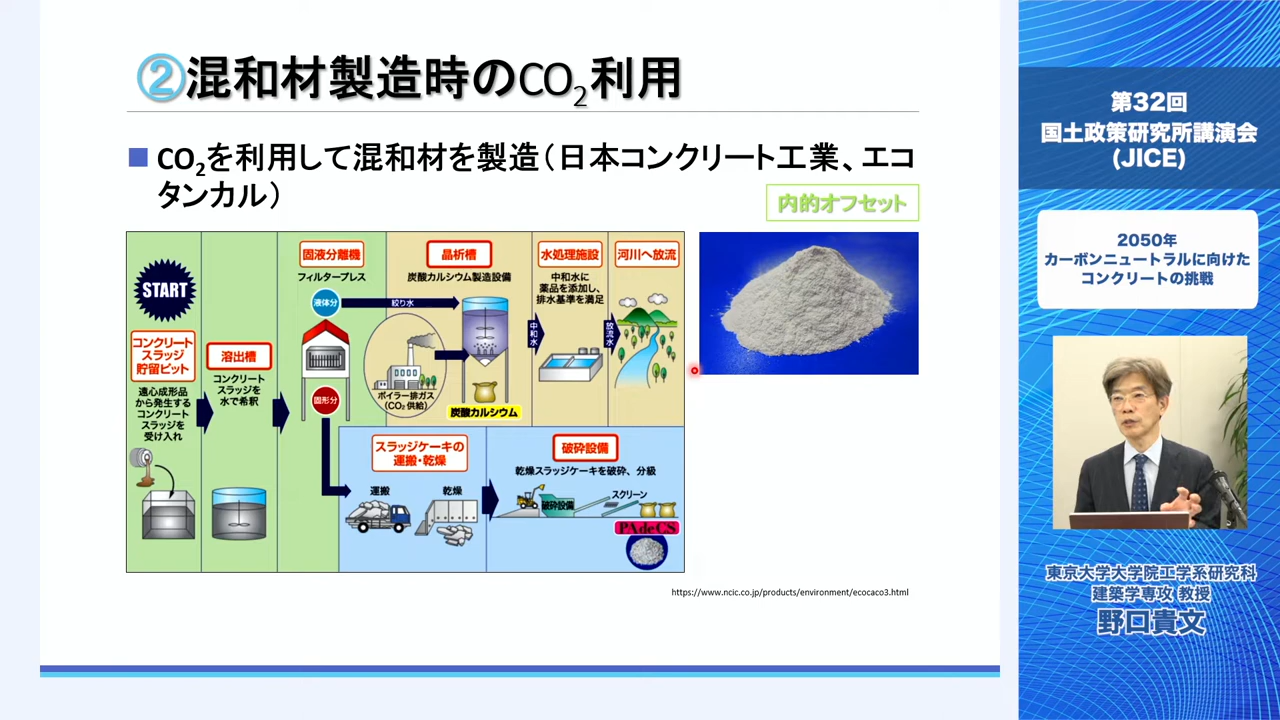 ②混和材製造時のCO₂利用
■ CO₂を利用して混和材を製造（日本コンクリート工業、エコ
タンカル）
内的オフセット
START
コンクリート
スラッジ
貯留ピット
遠心成形品
から発生する
コンクリート
スラッジを
受け入れ
溶出槽
コンクリート
スラッジを
水で希釈
固液分離機
フィルタープレス
液体分
固形分
絞り水
晶析槽
炭酸カルシウム製造設備
ボイラー排ガス
（CO₂ 供給）
炭酸カルシウム
中和水
水処理施設
中和水に
薬品を添加し、
排水基準を満足
放流水
河川へ放流
スラッジケーキの
運搬・乾燥
運搬
乾燥
破砕設備
乾燥スラッジケーキを破砕、分級
破砕設備
スクリーン
PAdeCS
https://www.ncic.co.jp/products/environment/ecocaco3.html
第32回
国土政策研究所講演会
(JICE)
2050年
カーボンニュートラルに向けた
コンクリートの挑戦
東京大学大学院工学系研究科
建築学専攻 教授
野口貴文